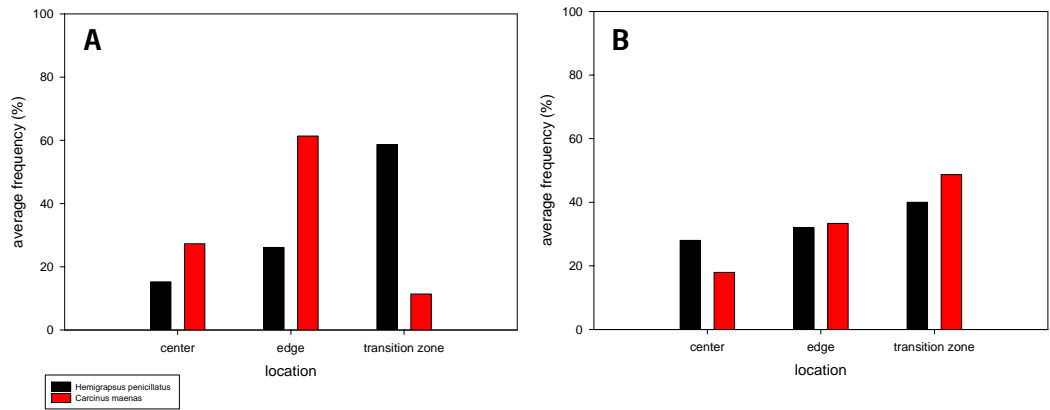 A
100
80
60
40
20
0
average frequency (%)
center edge transition zone
location
Hemigrapsus penicillatus
Carcinus maenas
B
100
80
60
40
20
0
average frequency (%)
center edge transition zone
location